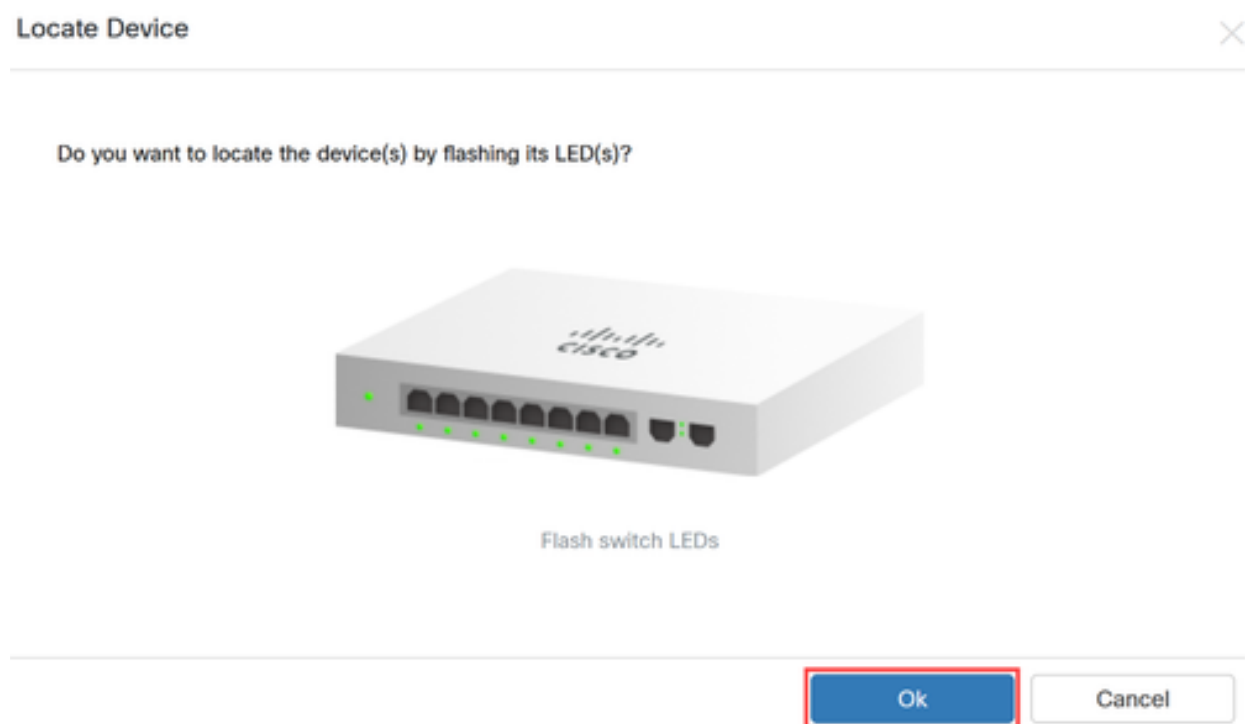 Locate Device
Do you want to locate the device(s) by flashing its LED(s)?
CISCO
Flash switch LEDs
Ok
Cancel